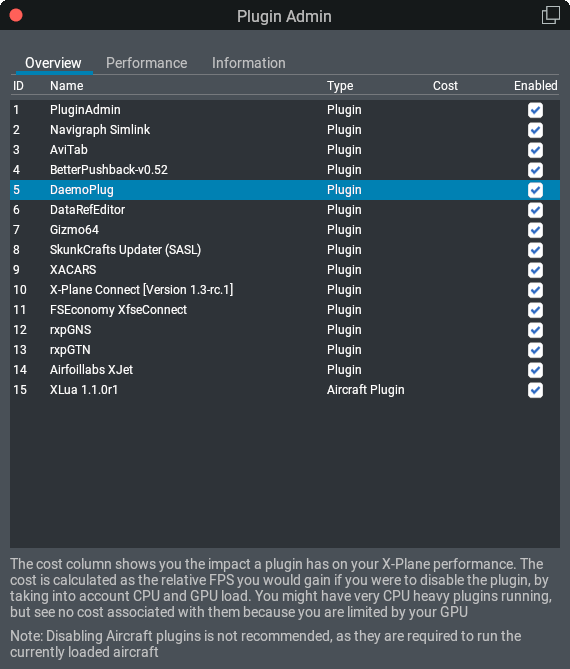 Plugin Admin
Overview Performance Information
ID Name Type Cost Enabled
1 PluginAdmin Plugin
2 Navigraph Simlink Plugin
3 AviTab Plugin
4 BetterPushback-v0.52 Plugin
5 DaemoPlug Plugin
6 DataRefEditor Plugin
7 Gizmo64 Plugin
8 SkunkCrafts Updater (SASL) Plugin
9 XACARS Plugin
10 X-Plane Connect [Version 1.3-rc.1] Plugin
11 FSEconomy XfseConnect Plugin
12 rxpGNS Plugin
13 rxpGTN Plugin
14 Airfoillabs XJet Plugin
15 XLua 1.1.0r1 Aircraft Plugin
The cost column shows you the impact a plugin has on your X-Plane performance. The
cost is calculated as the relative FPS you would gain if you were to disable the plugin, by
taking into account CPU and GPU load. You might have very CPU heavy plugins running,
but see no cost associated with them because you are limited by your GPU
Note: Disabling Aircraft plugins is not recommended, as they are required to run the
currently loaded aircraft